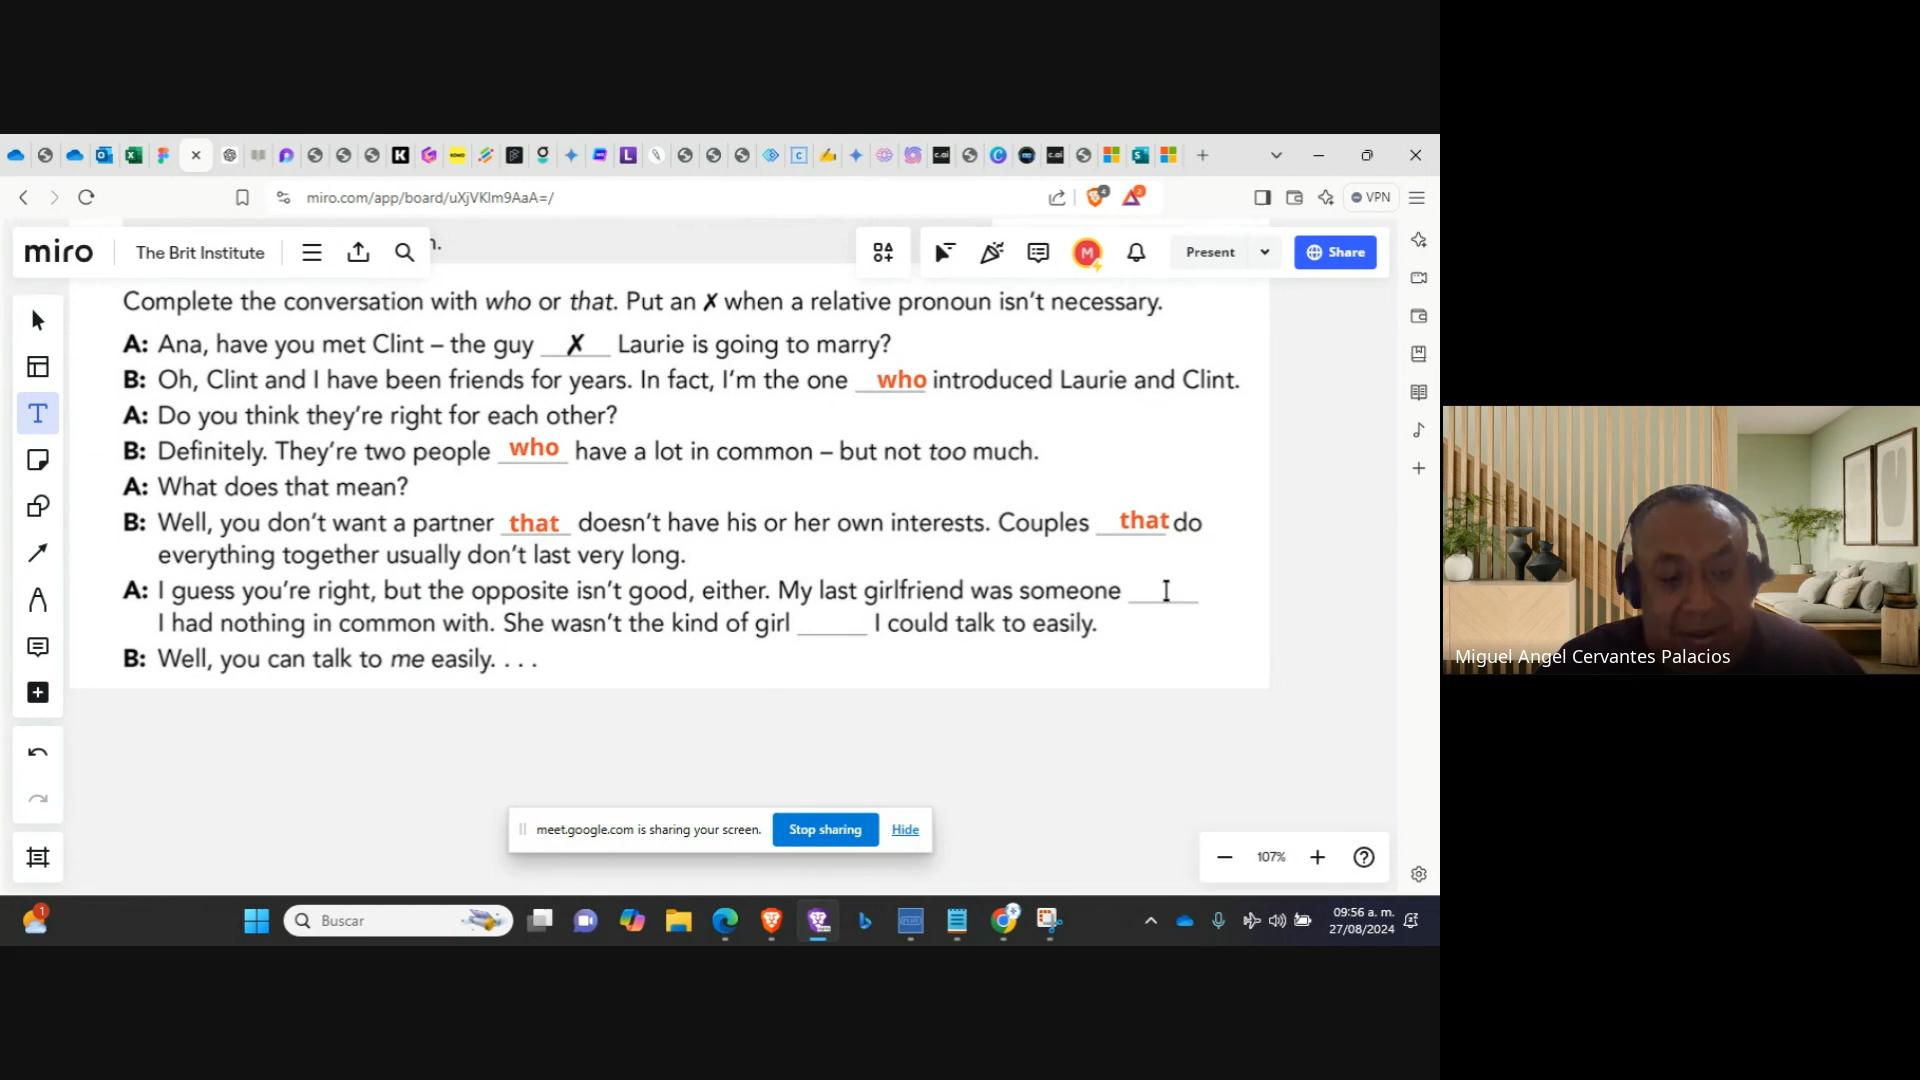 miro.com/app/board/uXjVKlm9AaA=/
VPN
miro
The Brit Institute
n.
M
Present
Share
Complete the conversation with who or that. Put an ✗ when a relative pronoun isn't necessary.
A: Ana, have you met Clint – the guy ✗ Laurie is going to marry?
B: Oh, Clint and I have been friends for years. In fact, I'm the one who introduced Laurie and Clint.
A: Do you think they're right for each other?
B: Definitely. They're two people who have a lot in common – but not too much.
A: What does that mean?
B: Well, you don't want a partner that doesn't have his or her own interests. Couples that do
everything together usually don't last very long.
A: I guess you're right, but the opposite isn't good, either. My last girlfriend was someone ______
I had nothing in common with. She wasn't the kind of girl ______ I could talk to easily.
B: Well, you can talk to me easily. . . .
Miguel Angel Cervantes Palacios
meet.google.com is sharing your screen.
Stop sharing
Hide
107%
1
Buscar
09:56 a. m.
27/08/2024